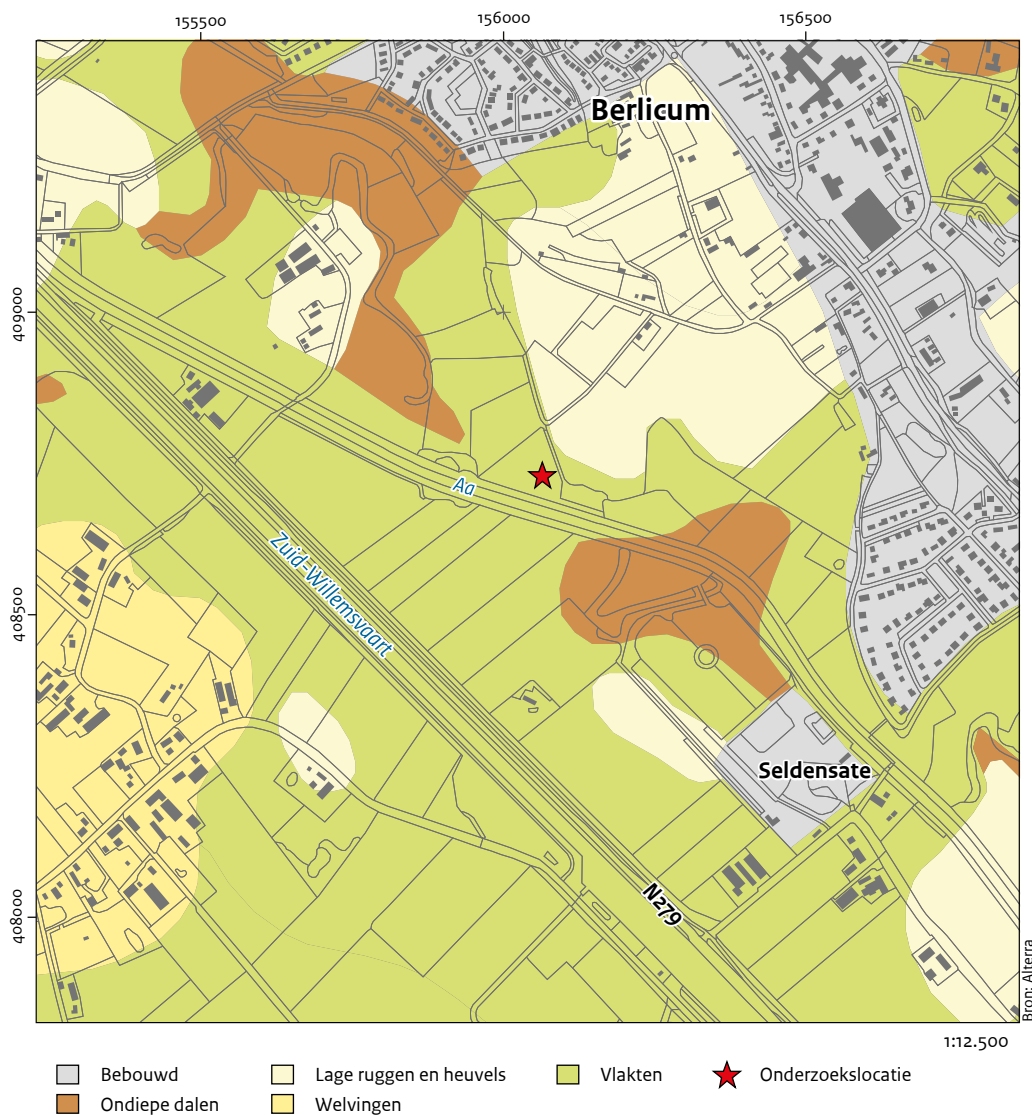 155500
156000
156500
Berlicum
409000
Aa
Zuid-Willemsvaart
408500
Seldensate
N279
408000
Bron: Alterra
1:12.500
Bebouwd
Lage ruggen en heuvels
Vlakten
Onderzoekslocatie
Ondiepe dalen
Welvingen